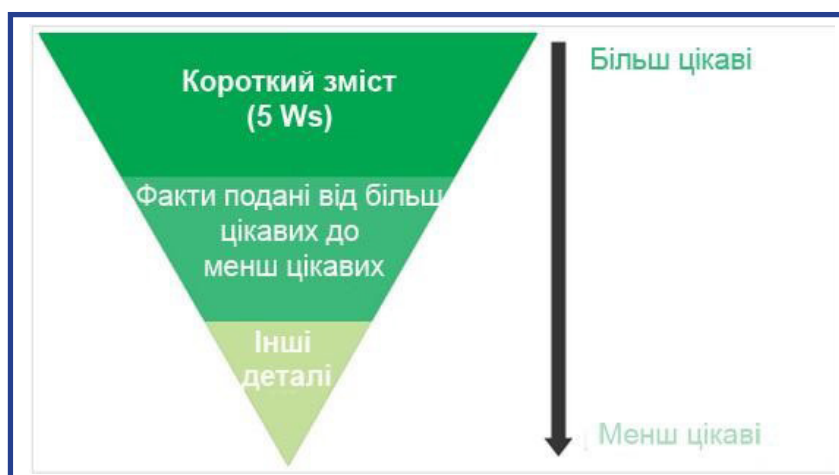 Короткий зміст
(5 Ws)
Більш цікаві
Факти подані від більш
цікавих до
менш цікавих
Інші
деталі
Менш цікаві